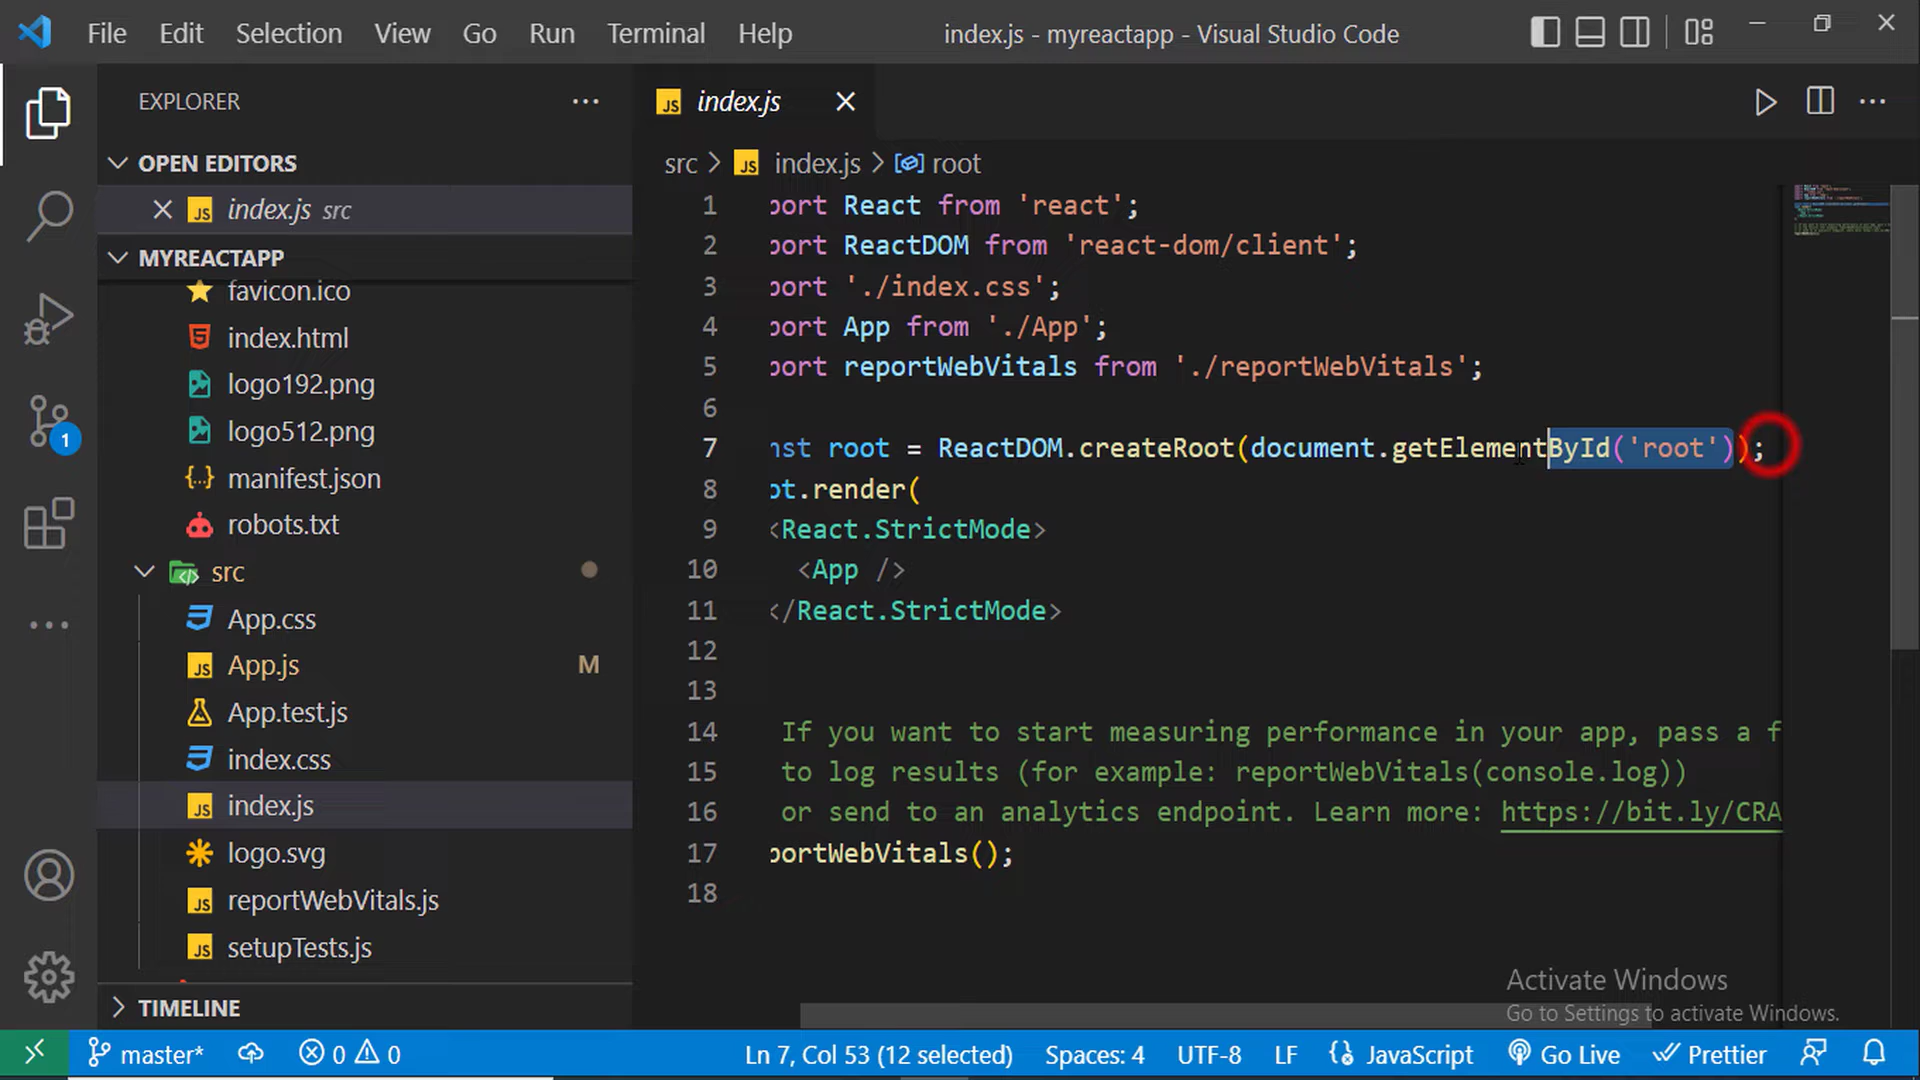 File Edit Selection View Go Run Terminal Help
index.js - myreactapp - Visual Studio Code
EXPLORER
OPEN EDITORS
JS index.js src
MYREACTAPP
favicon.ico
index.html
logo192.png
logo512.png
manifest.json
robots.txt
src
App.css
JS App.js M
App.test.js
index.css
JS index.js
logo.svg
JS reportWebVitals.js
JS setupTests.js
TIMELINE
1
JS index.js
src > JS index.js > root
1 port React from 'react';
2 port ReactDOM from 'react-dom/client';
3 port './index.css';
4 port App from './App';
5 port reportWebVitals from './reportWebVitals';
6
7 nst root = ReactDOM.createRoot(document.getElementById('root'));
8 ot.render(
9 <React.StrictMode>
10 <App />
11 </React.StrictMode>
12
13
14 If you want to start measuring performance in your app, pass a f
15 to log results (for example: reportWebVitals(console.log))
16 or send to an analytics endpoint. Learn more: https://bit.ly/CRA
17 portWebVitals();
18
Activate Windows
Go to Settings to activate Windows.
master* 0 0 Ln 7, Col 53 (12 selected) Spaces: 4 UTF-8 LF JavaScript Go Live Prettier